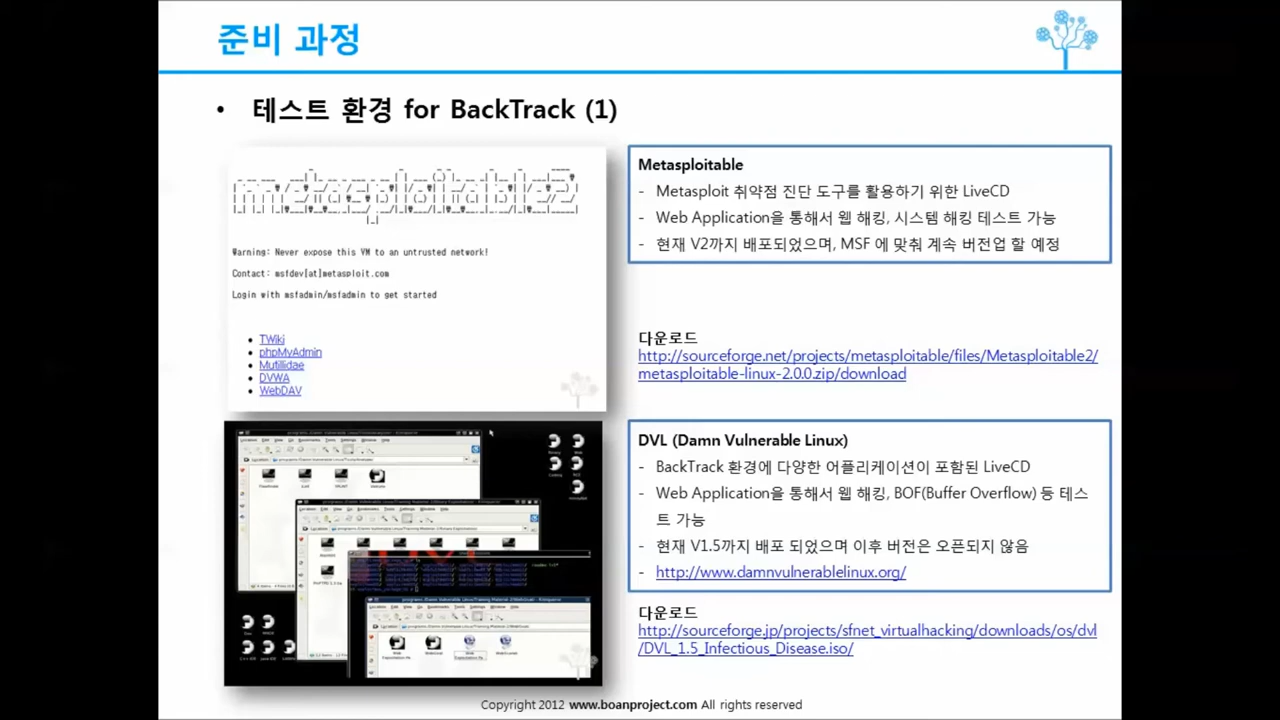 준비 과정
• 테스트 환경 for BackTrack (1)
metasploitable2
Warning: Never expose this VM to an untrusted network!
Contact: msfdev[at]metasploit.com
Login with msfadmin/msfadmin to get started
• TWiki
• phpMyAdmin
• Mutillidae
• DVWA
• WebDAV
Metasploitable
- Metasploit 취약점 진단 도구를 활용하기 위한 LiveCD
- Web Application을 통해서 웹 해킹, 시스템 해킹 테스트 가능
- 현재 V2까지 배포되었으며, MSF 에 맞춰 계속 버전업 할 예정
다운로드
http://sourceforge.net/projects/metasploitable/files/Metasploitable2/
metasploitable-linux-2.0.0.zip/download
DVL (Damn Vulnerable Linux)
- BackTrack 환경에 다양한 어플리케이션이 포함된 LiveCD
- Web Application을 통해서 웹 해킹, BOF(Buffer Overflow) 등 테스
트 가능
- 현재 V1.5까지 배포 되었으며 이후 버전은 오픈되지 않음
- http://www.damnvulnerablelinux.org/
다운로드
http://sourceforge.jp/projects/sfnet_virtualhacking/downloads/os/dvl
/DVL_1.5_Infectious_Disease.iso/
Copyright 2012 www.boanproject.com All rights reserved